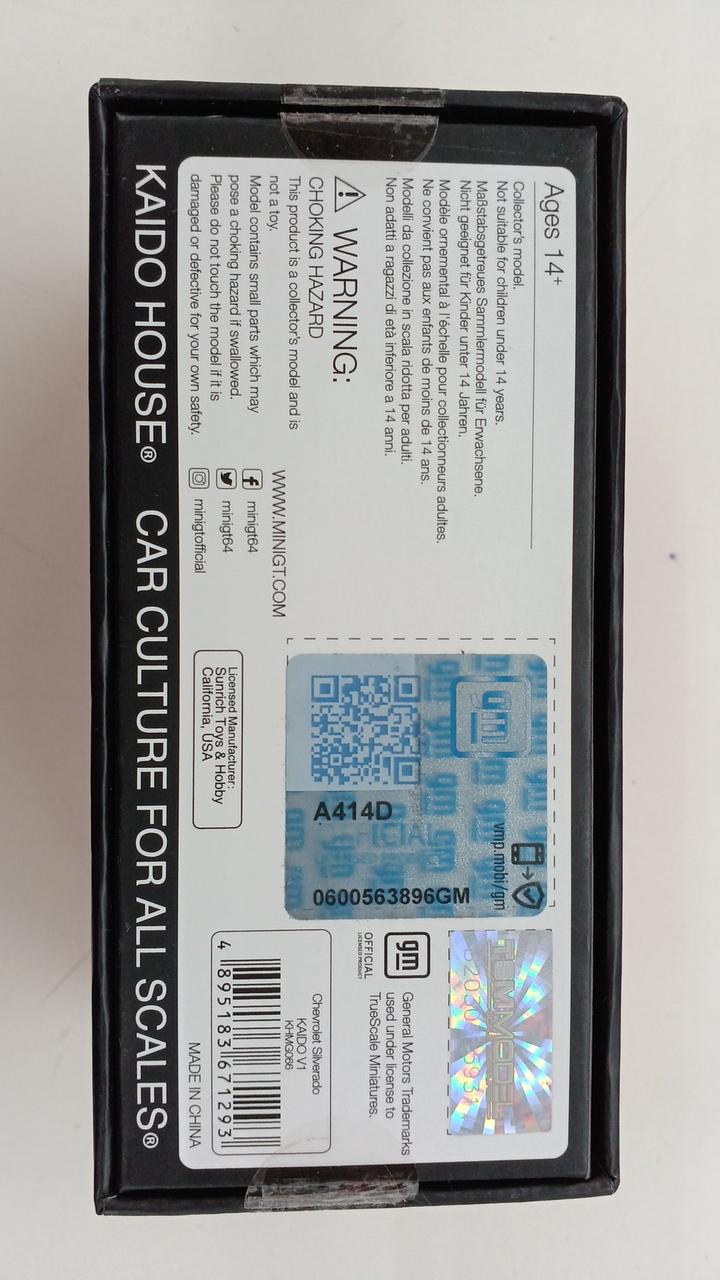 Ages 14+
Collector's model.
Not suitable for children under 14 years.
Maßstabsgetreues Sammlermodell für Erwachsene.
Nicht geeignet für Kinder unter 14 Jahren.
Modèle ornemental à l'échelle pour collectionneurs adultes.
Ne convient pas aux enfants de moins de 14 ans.
Modelli da collezione in scala ridotta per adulti.
Non adatti a ragazzi di età inferiore a 14 anni.
WARNING:
CHOKING HAZARD
This product is a collector's model and is
not a toy.
Model contains small parts which may
pose a choking hazard if swallowed.
Please do not touch the model if it is
damaged or defective for your own safety.
WWW.MINIGT.COM
minigt64
minigt64
minigtofficial
gm
vmp.mobi/gm
A414D
0600563896GM
Licensed Manufacturer:
Sunrich Toys & Hobby
California, USA
TSM MODEL
gm
OFFICIAL
LICENSED PRODUCT
General Motors Trademarks
used under license to
TrueScale Miniatures.
Chevrolet Silverado
KAIDO V1
KHMG066
4 895183 671293
MADE IN CHINA
KAIDO HOUSE® CAR CULTURE FOR ALL SCALES®